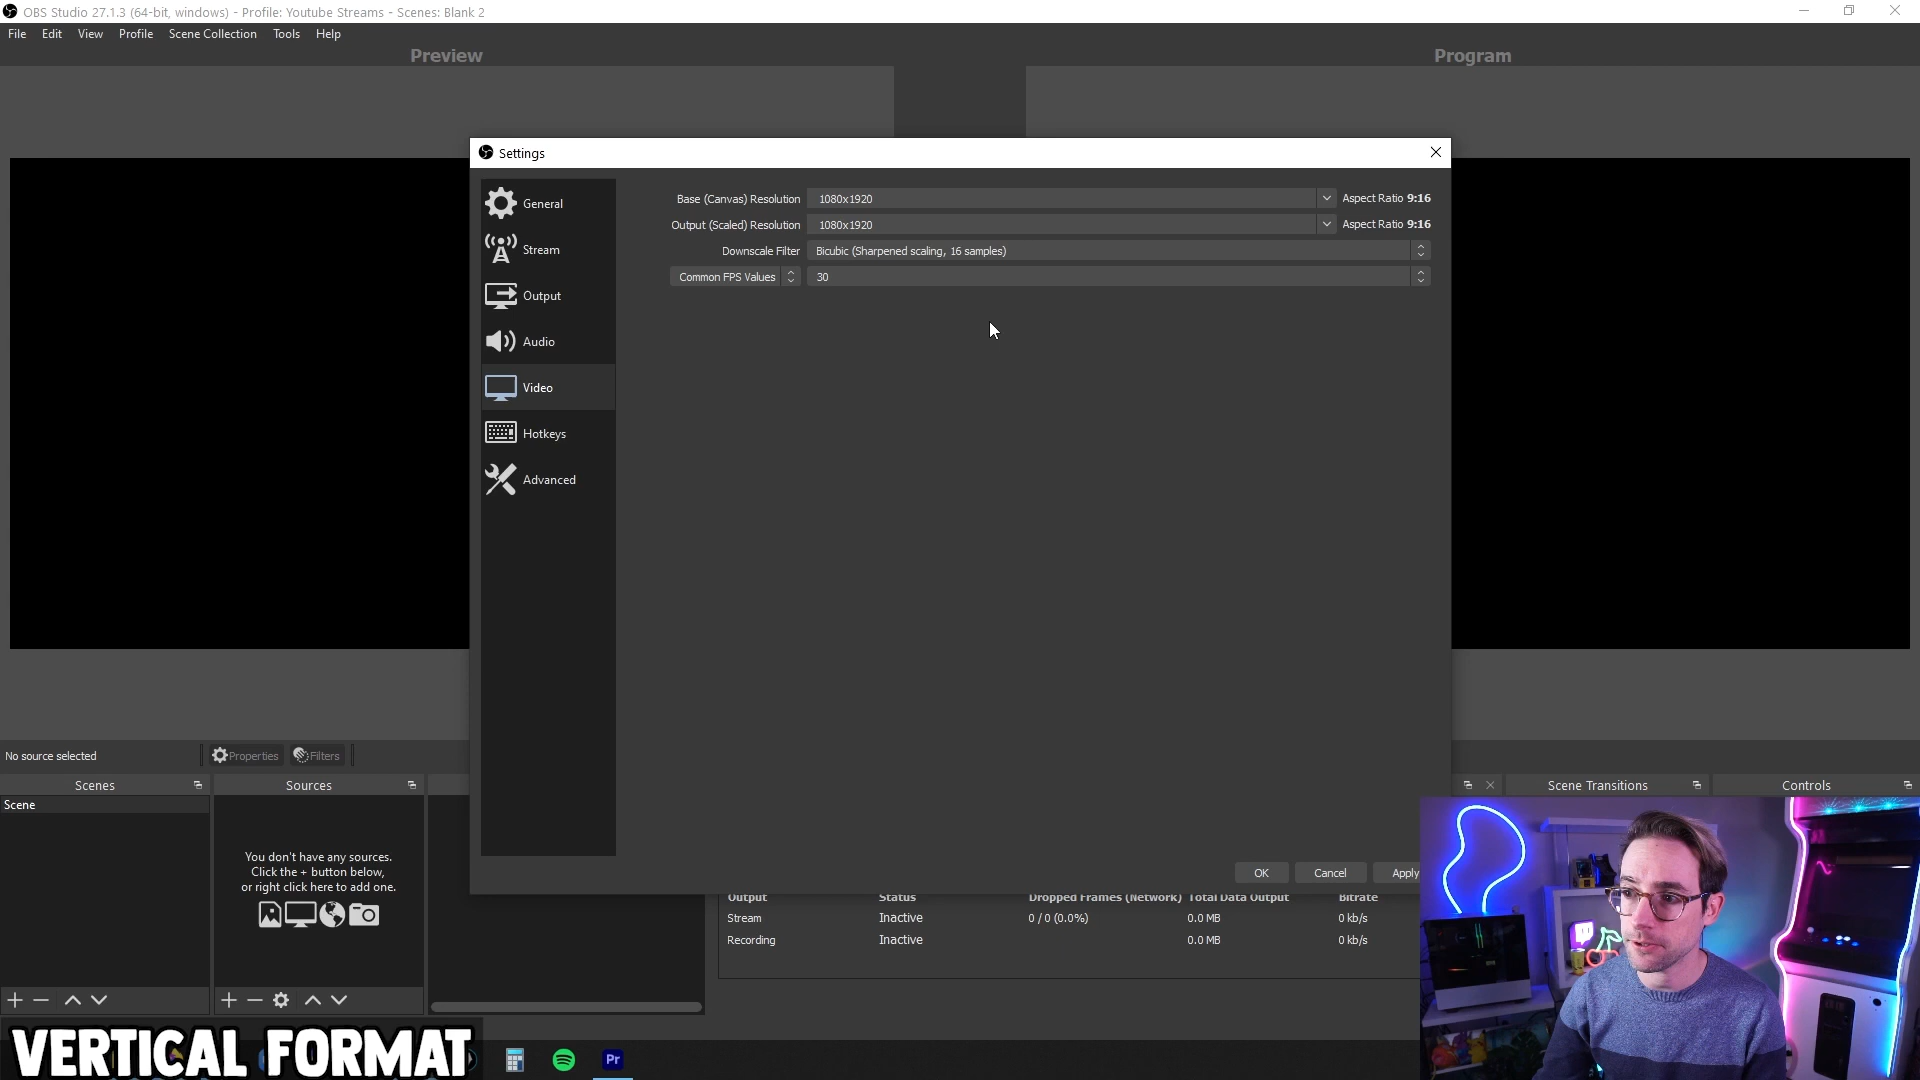 OBS Studio 27.1.3 (64-bit, windows) - Profile: Youtube Streams - Scenes: Blank 2
File Edit View Profile Scene Collection Tools Help
Preview
Program
Settings
General
Stream
Output
Audio
Video
Hotkeys
Advanced
Base (Canvas) Resolution 1080x1920 Aspect Ratio 9:16
Output (Scaled) Resolution 1080x1920 Aspect Ratio 9:16
Downscale Filter Bicubic (Sharpened scaling, 16 samples)
Common FPS Values 30
OK Cancel Apply
No source selected Properties Filters
Scenes
Scene
Sources
You don't have any sources.
Click the + button below,
or right click here to add one.
Scene Transitions
Controls
Output Status Dropped Frames (Network) Total Data Output Bitrate
Stream Inactive 0 / 0 (0.0%) 0.0 MB 0 kb/s
Recording Inactive 0.0 MB 0 kb/s
VERTICAL FORMAT
Pr